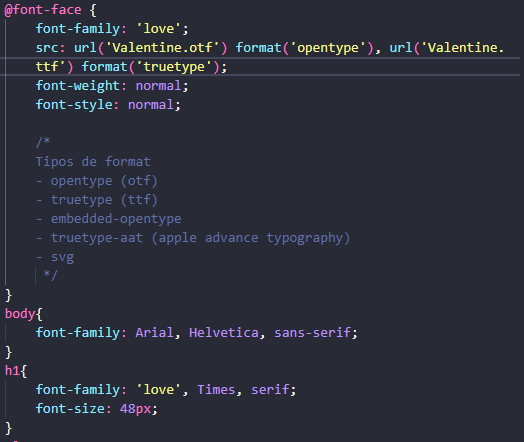 @font-face {
font-family: 'love';
src: url('Valentine.otf') format('opentype'), url('Valentine.
ttf') format('truetype');
font-weight: normal;
font-style: normal;
/*
Tipos de format
- opentype (otf)
- truetype (ttf)
- embedded-opentype
- truetype-aat (apple advance typography)
- svg
*/
}
body{
font-family: Arial, Helvetica, sans-serif;
}
h1{
font-family: 'love', Times, serif;
font-size: 48px;
}